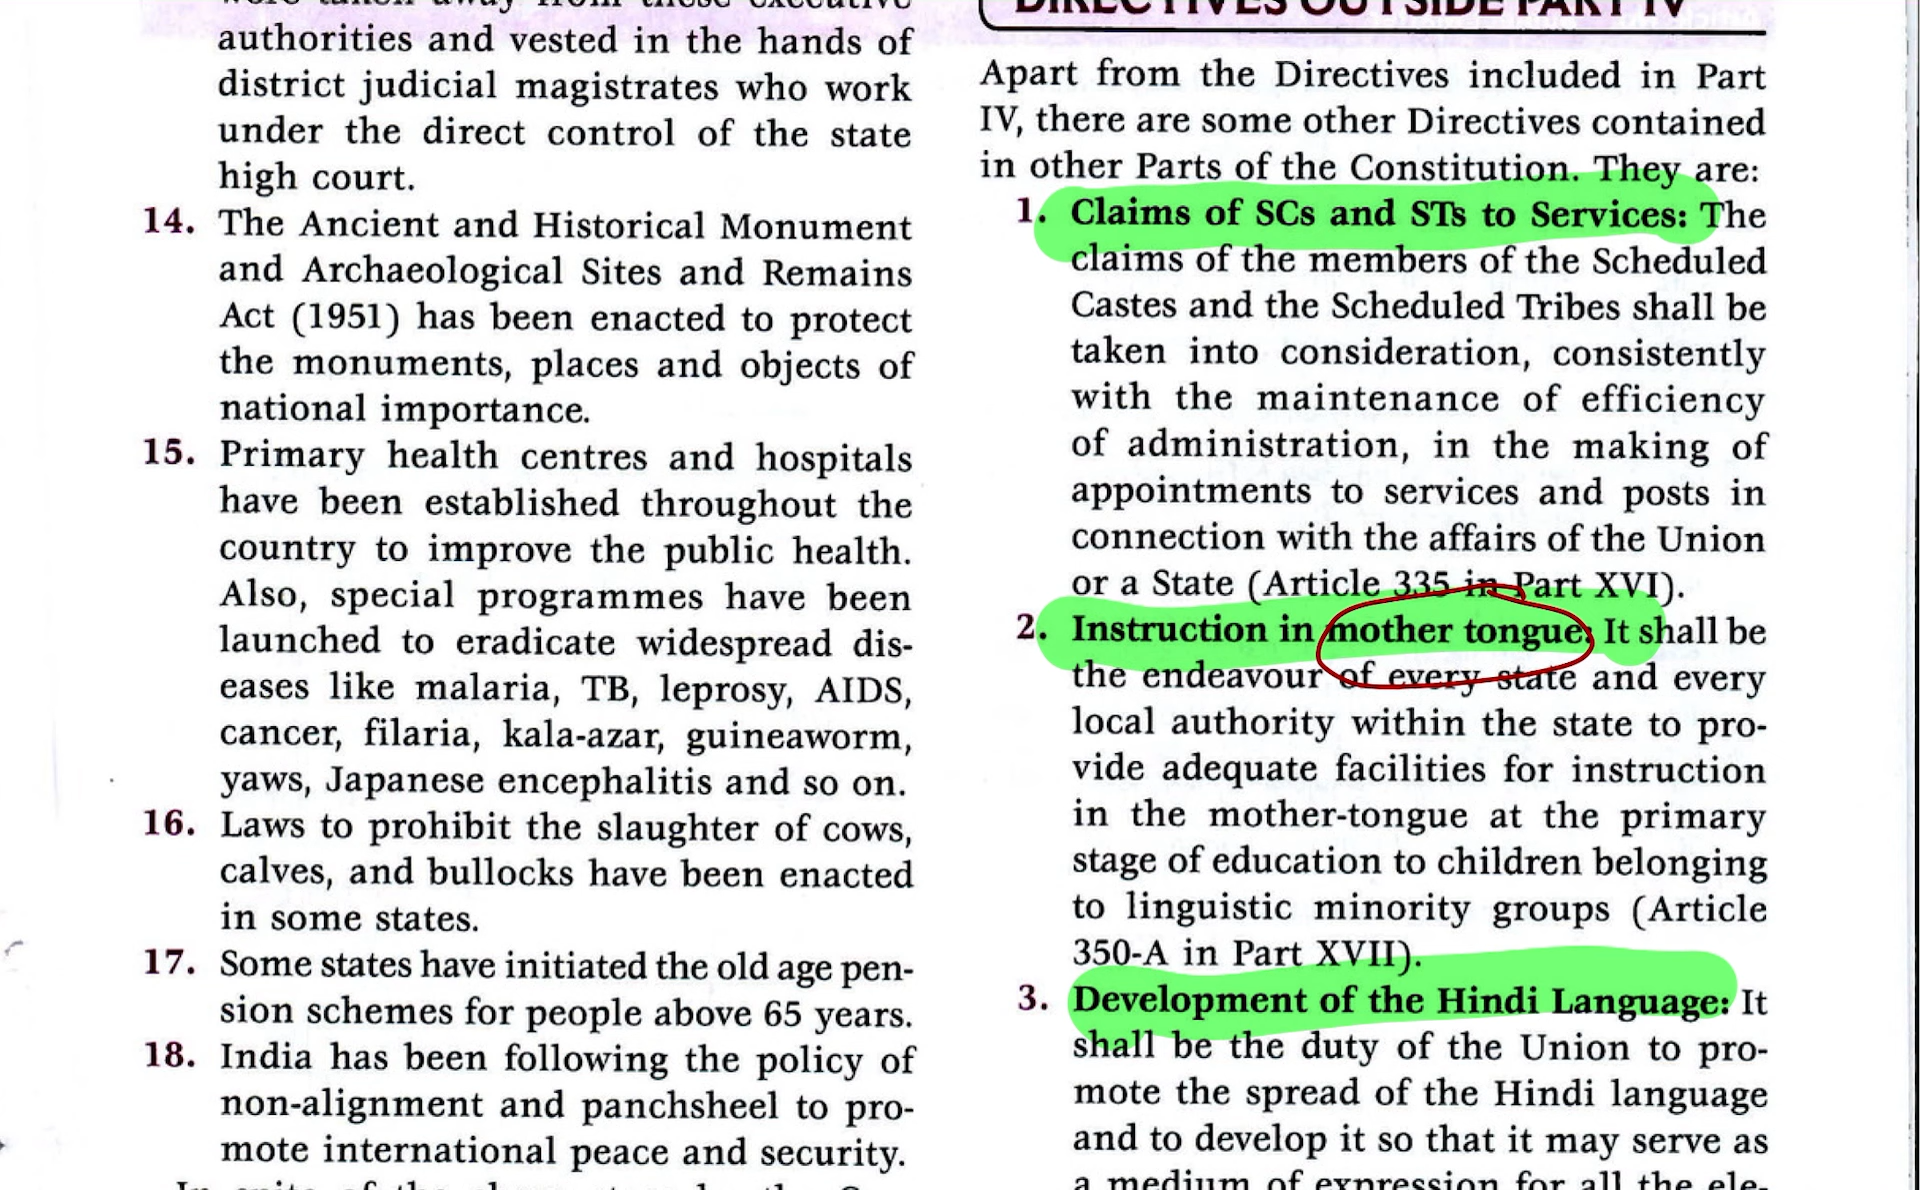 authorities and vested in the hands of
district judicial magistrates who work
under the direct control of the state
high court.
14. The Ancient and Historical Monument
and Archaeological Sites and Remains
Act (1951) has been enacted to protect
the monuments, places and objects of
national importance.
15. Primary health centres and hospitals
have been established throughout the
country to improve the public health.
Also, special programmes have been
launched to eradicate widespread dis-
eases like malaria, TB, leprosy, AIDS,
cancer, filaria, kala-azar, guineaworm,
yaws, Japanese encephalitis and so on.
16. Laws to prohibit the slaughter of cows,
calves, and bullocks have been enacted
in some states.
17. Some states have initiated the old age pen-
sion schemes for people above 65 years.
18. India has been following the policy of
non-alignment and panchsheel to pro-
mote international peace and security.
DIRECTIVES OUTSIDE PART IV
Apart from the Directives included in Part
IV, there are some other Directives contained
in other Parts of the Constitution. They are:
1. Claims of SCs and STs to Services: The
claims of the members of the Scheduled
Castes and the Scheduled Tribes shall be
taken into consideration, consistently
with the maintenance of efficiency
of administration, in the making of
appointments to services and posts in
connection with the affairs of the Union
or a State (Article 335 in Part XVI).
2. Instruction in mother tongue: It shall be
the endeavour of every state and every
local authority within the state to pro-
vide adequate facilities for instruction
in the mother-tongue at the primary
stage of education to children belonging
to linguistic minority groups (Article
350-A in Part XVII).
3. Development of the Hindi Language: It
shall be the duty of the Union to pro-
mote the spread of the Hindi language
and to develop it so that it may serve as
a medium of expression for all the ele-